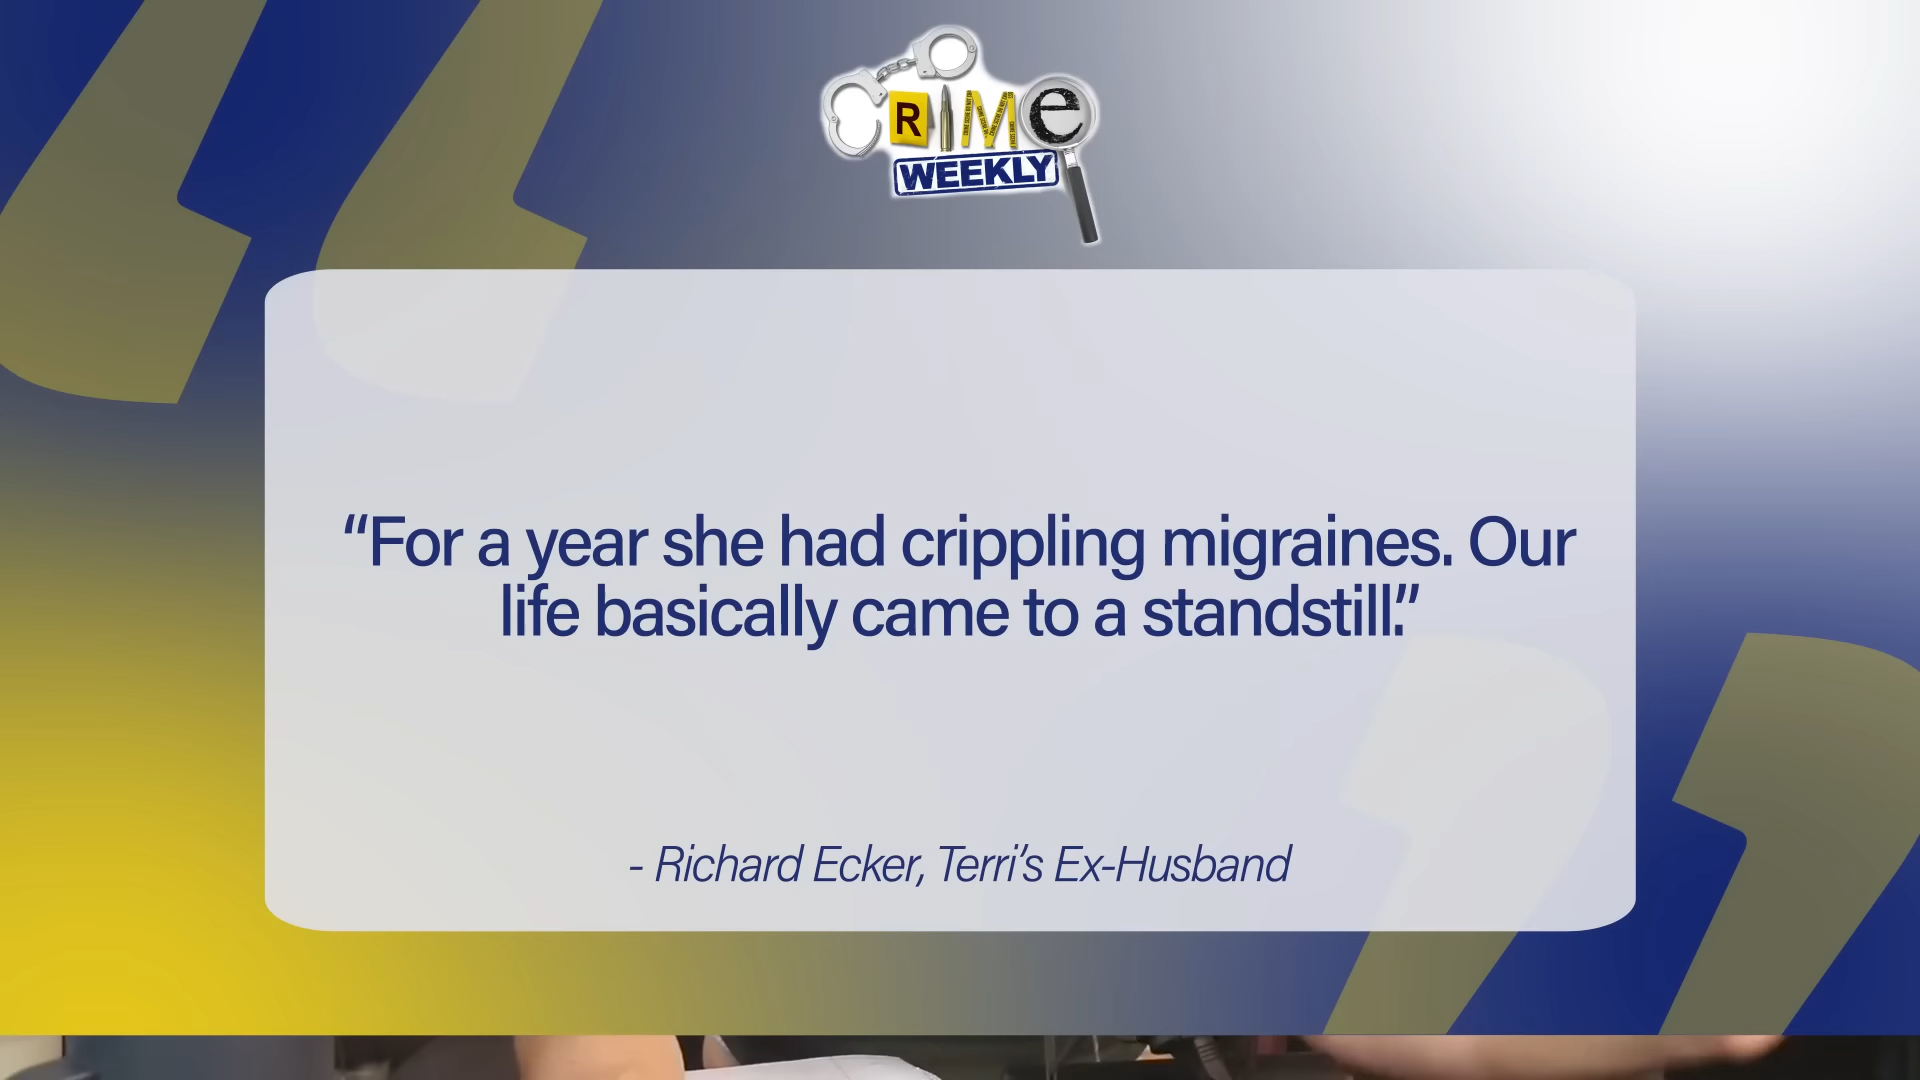 CRIME
WEEKLY
“For a year she had crippling migraines. Our
life basically came to a standstill.”
- Richard Ecker, Terri’s Ex-Husband